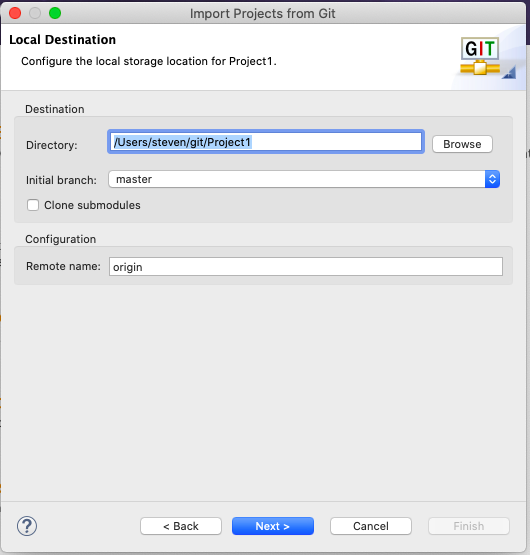 Import Projects from Git
Local Destination
Configure the local storage location for Project1.
GIT
Destination
Directory: /Users/steven/git/Project1 Browse
Initial branch: master
Clone submodules
Configuration
Remote name: origin
? < Back Next > Cancel Finish